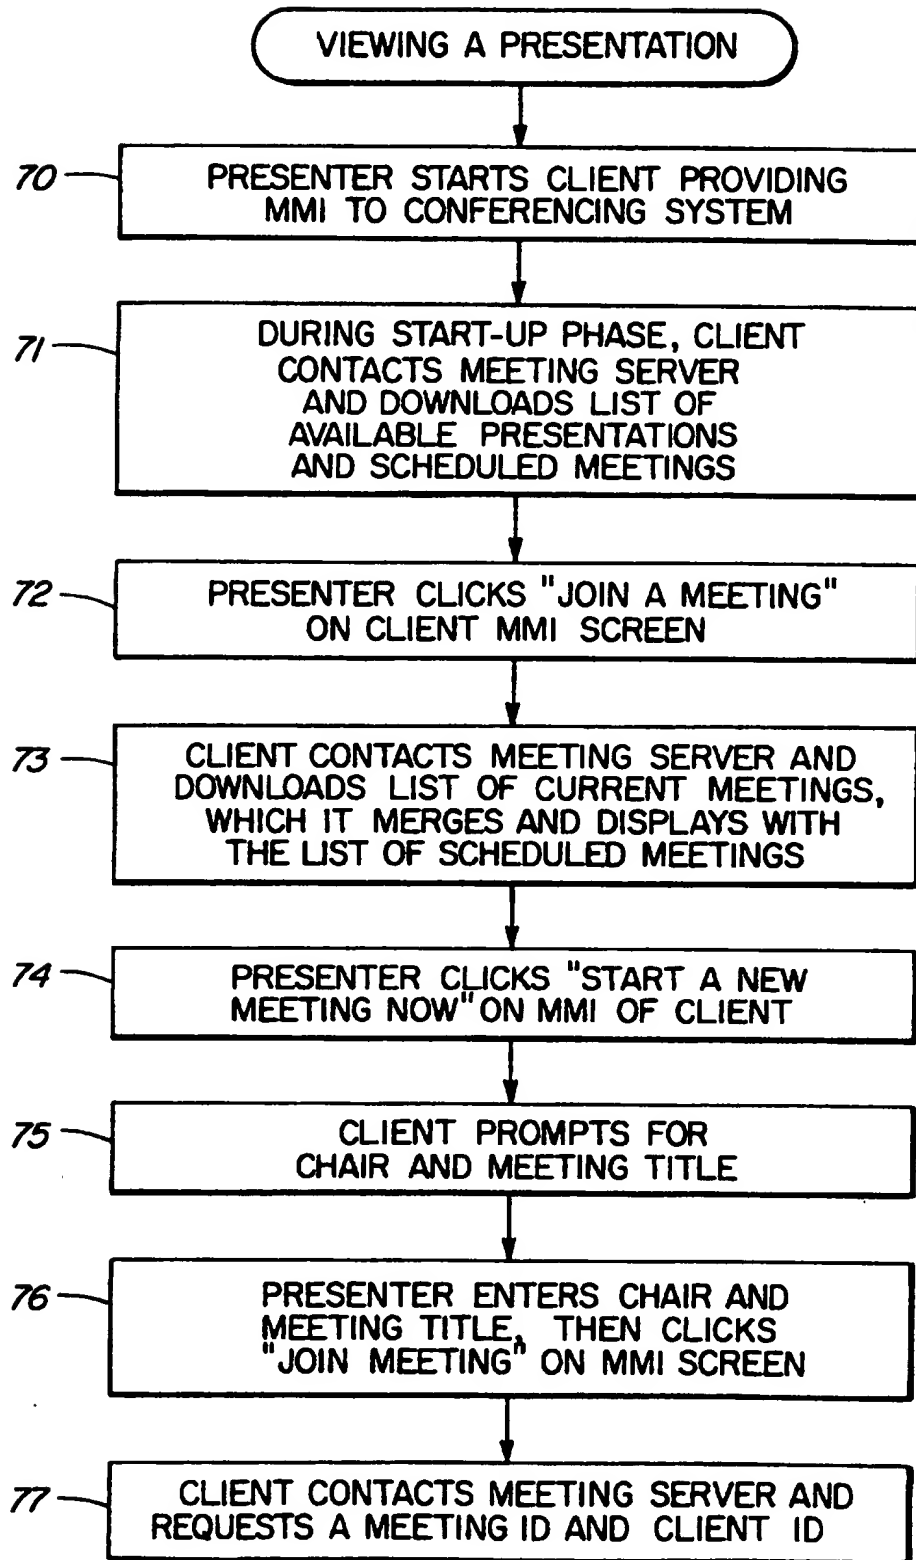 VIEWING A PRESENTATION
70
PRESENTER STARTS CLIENT PROVIDING
MMI TO CONFERENCING SYSTEM
71
DURING START-UP PHASE, CLIENT
CONTACTS MEETING SERVER
AND DOWNLOADS LIST OF
AVAILABLE PRESENTATIONS
AND SCHEDULED MEETINGS
72
PRESENTER CLICKS "JOIN A MEETING"
ON CLIENT MMI SCREEN
73
CLIENT CONTACTS MEETING SERVER AND
DOWNLOADS LIST OF CURRENT MEETINGS,
WHICH IT MERGES AND DISPLAYS WITH
THE LIST OF SCHEDULED MEETINGS
74
PRESENTER CLICKS "START A NEW
MEETING NOW" ON MMI OF CLIENT
75
CLIENT PROMPTS FOR
CHAIR AND MEETING TITLE
76
PRESENTER ENTERS CHAIR AND
MEETING TITLE, THEN CLICKS
"JOIN MEETING" ON MMI SCREEN
77
CLIENT CONTACTS MEETING SERVER AND
REQUESTS A MEETING ID AND CLIENT ID